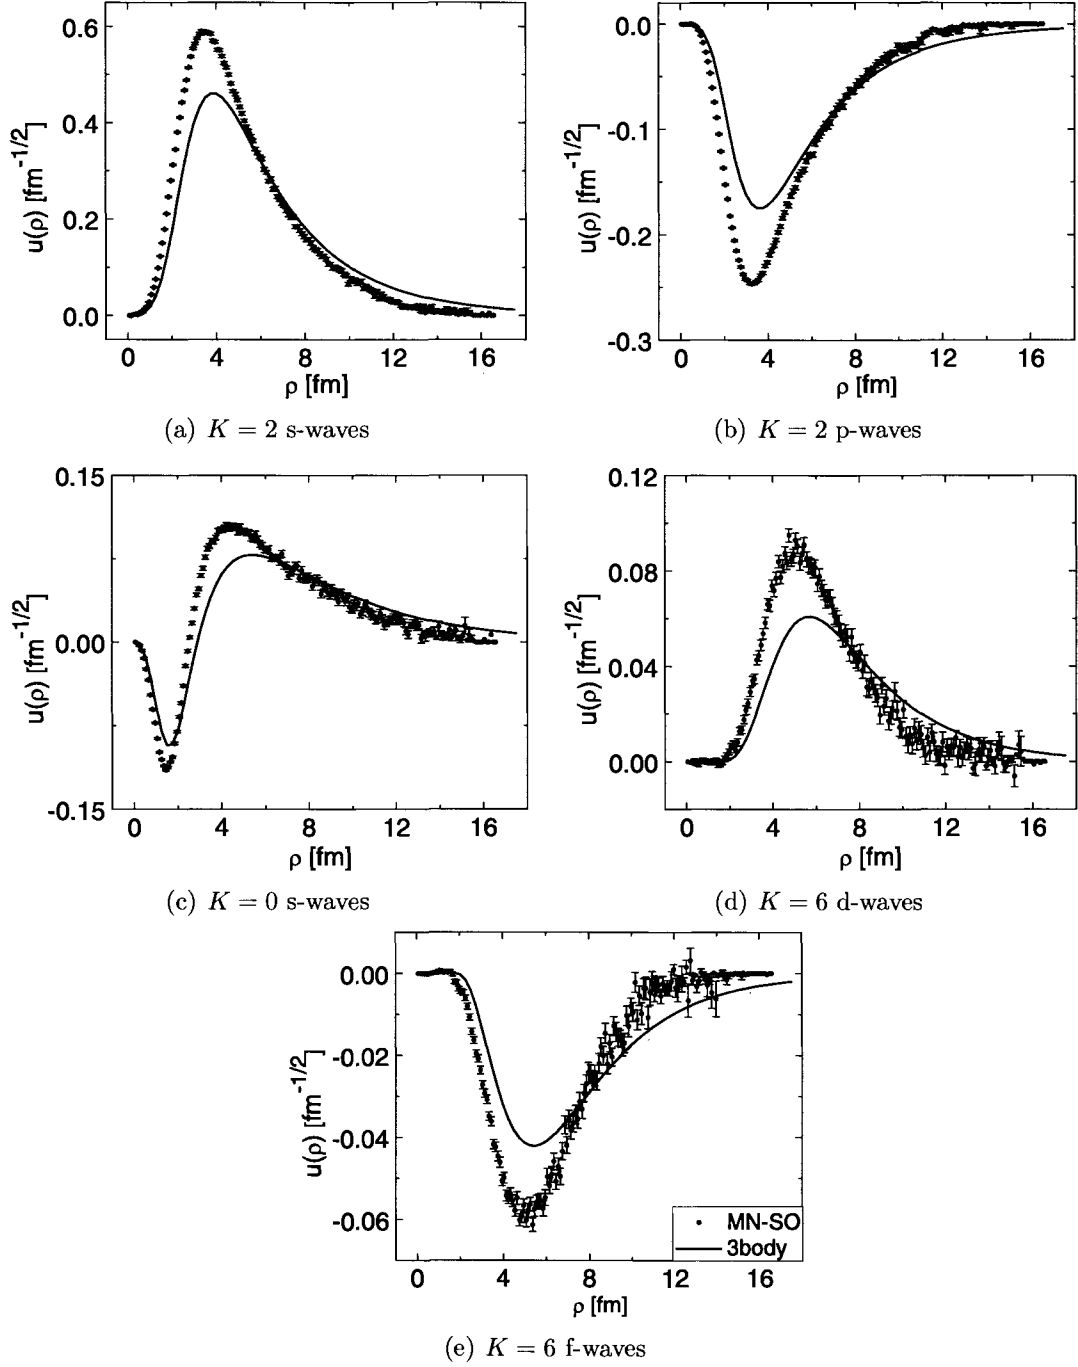 0.6
0.4
0.2
0.0
u(ρ) [fm^-1/2]
0 4 8 12 16
ρ [fm]
(a) K = 2 s-waves
0.0
-0.1
-0.2
-0.3
u(ρ) [fm^-1/2]
0 4 8 12 16
ρ [fm]
(b) K = 2 p-waves
0.15
0.00
-0.15
u(ρ) [fm^-1/2]
0 4 8 12 16
ρ [fm]
(c) K = 0 s-waves
0.12
0.08
0.04
0.00
u(ρ) [fm^-1/2]
0 4 8 12 16
ρ [fm]
(d) K = 6 d-waves
0.00
-0.02
-0.04
-0.06
u(ρ) [fm^-1/2]
MN-SO
3body
0 4 8 12 16
ρ [fm]
(e) K = 6 f-waves